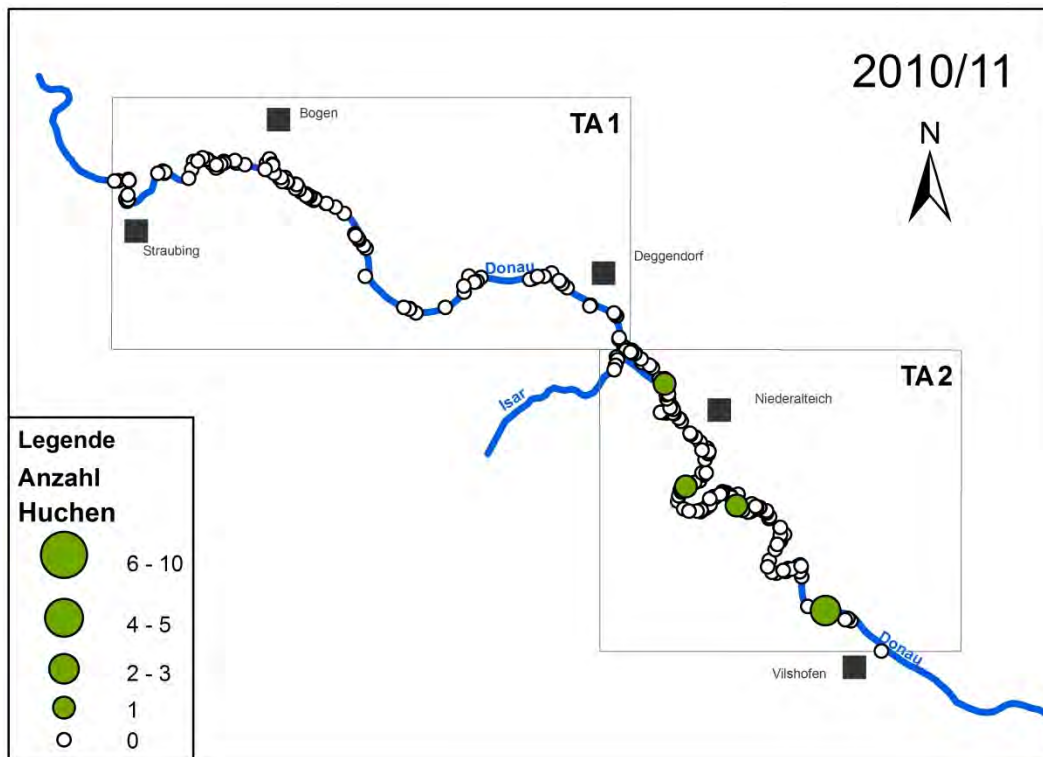 2010/11
N
Bogen
TA 1
Straubing
Donau
Deggendorf
TA 2
Isar
Niederalteich
Donau
Vilshofen
Legende
Anzahl
Huchen
6 - 10
4 - 5
2 - 3
1
0